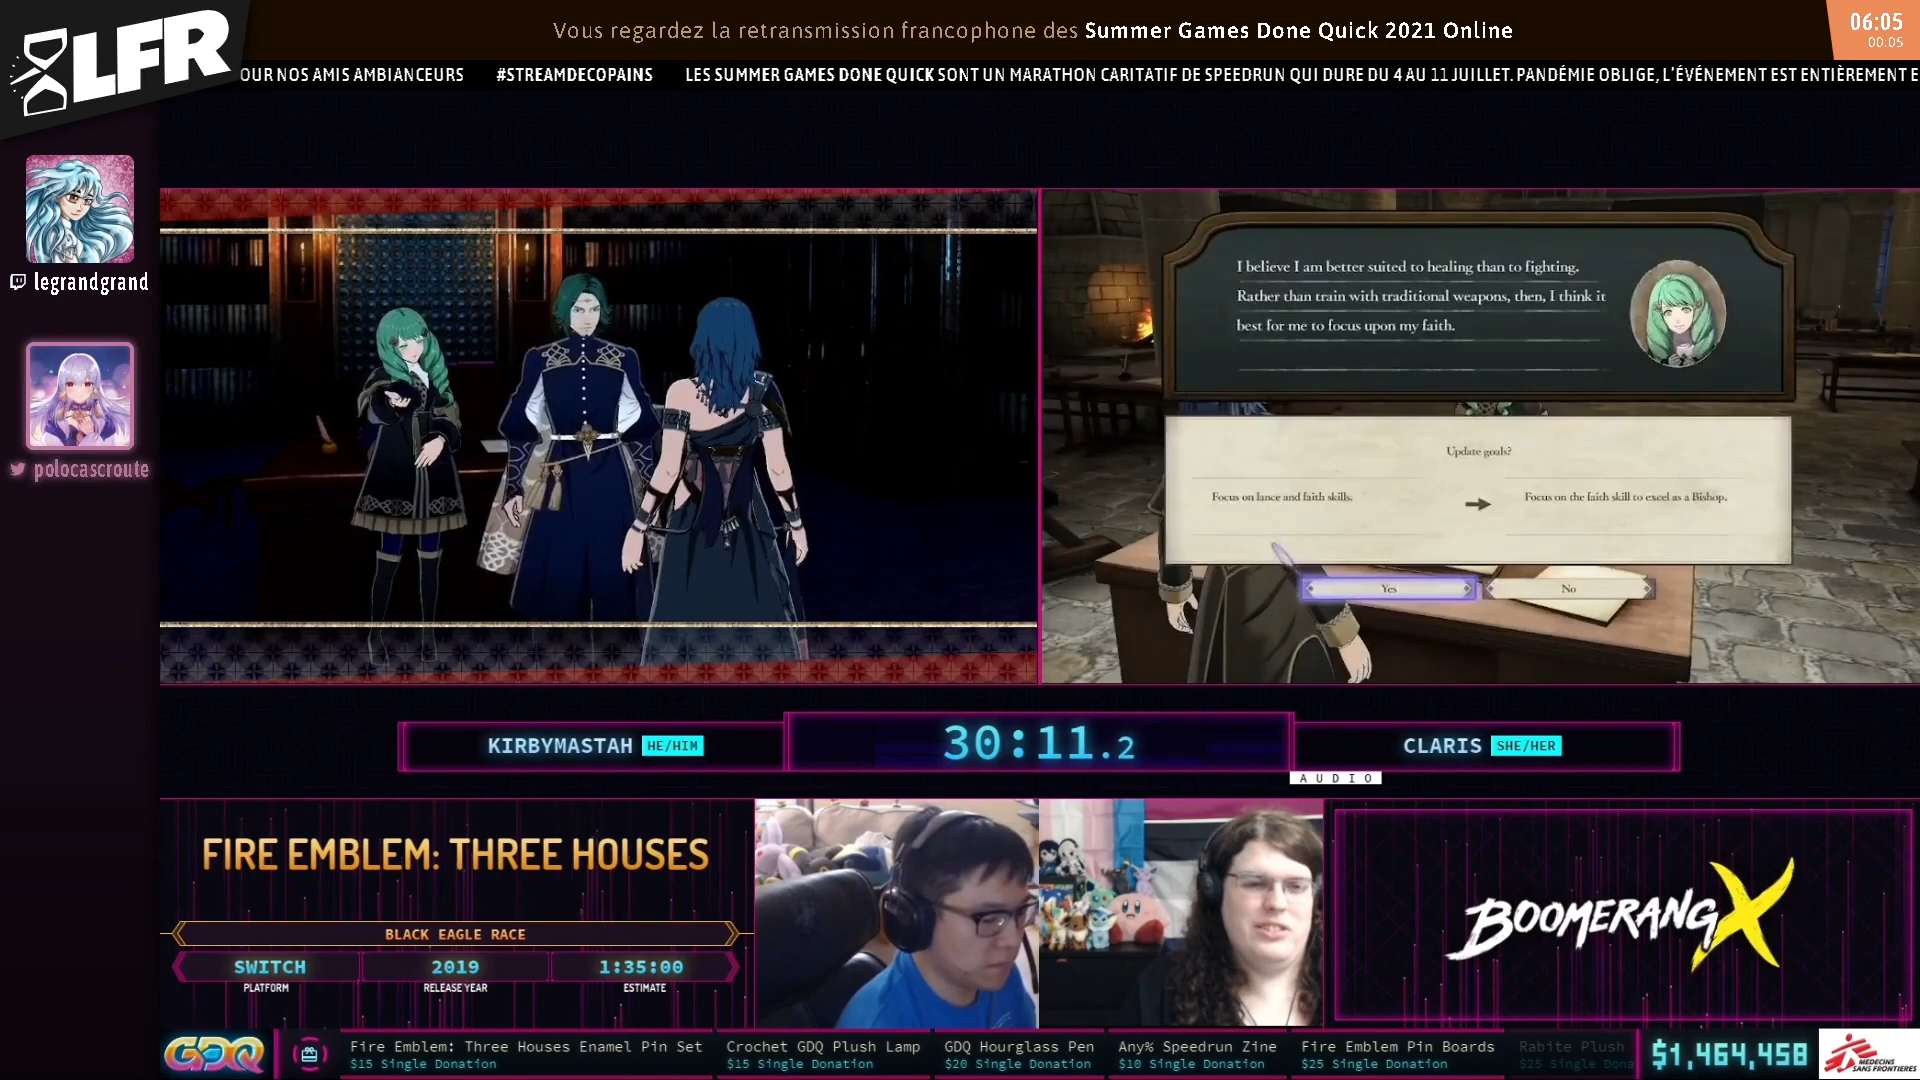 LFR
Vous regardez la retransmission francophone des Summer Games Done Quick 2021 Online
06:05
00:05
OUR NOS AMIS AMBIANCEURS #STREAMDECOPAINS LES SUMMER GAMES DONE QUICK SONT UN MARATHON CARITATIF DE SPEEDRUN QUI DURE DU 4 AU 11 JUILLET. PANDÉMIE OBLIGE, L'ÉVÉNEMENT EST ENTIÈREMENT E
legrandgrand
polocascroute
I believe I am better suited to healing than to fighting.
Rather than train with traditional weapons, then, I think it
best for me to focus upon my faith.
Update goals?
Focus on lance and faith skills.
Focus on the faith skill to excel as a Bishop.
Yes
No
KIRBYMASTAH HE/HIM
30:11.2
CLARIS SHE/HER
AUDIO
FIRE EMBLEM: THREE HOUSES
BLACK EAGLE RACE
SWITCH
PLATFORM
2019
RELEASE YEAR
1:35:00
ESTIMATE
BOOMERANG X
GDQ
Fire Emblem: Three Houses Enamel Pin Set
$15 Single Donation
Crochet GDQ Plush Lamp
$15 Single Donation
GDQ Hourglass Pen
$20 Single Donation
Any% Speedrun Zine
$10 Single Donation
Fire Emblem Pin Boards
$25 Single Donation
Rabite Plush
$25 Single Dona
$1,464,458
MEDECINS
SANS FRONTIERES